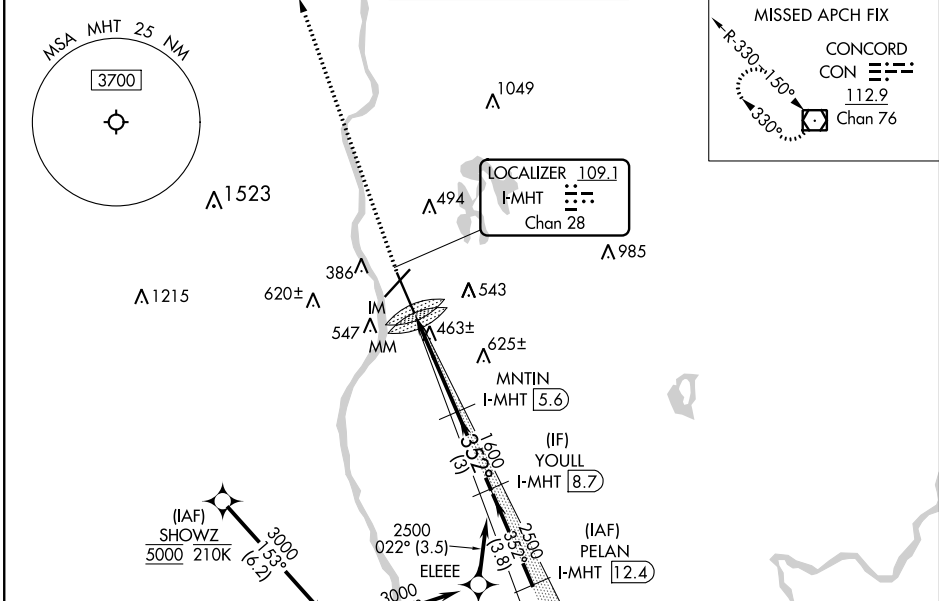 MSA MHT 25 NM
3700
MISSED APCH FIX
R-330
150°
330°
CONCORD
CON
112.9
Chan 76
1049
1523
494
LOCALIZER 109.1
I-MHT
Chan 28
985
386
1215
620±
543
IM
547
463±
MM
625±
MNTIN
I-MHT 5.6
1600
352°
(3)
(IF)
YOULL
I-MHT 8.7
(IAF)
SHOWZ
5000 210K
3000
153°
(6.2)
2500
022° (3.5)
ELEEE
3000
2500
352°
(3.8)
(IAF)
PELAN
I-MHT 12.4